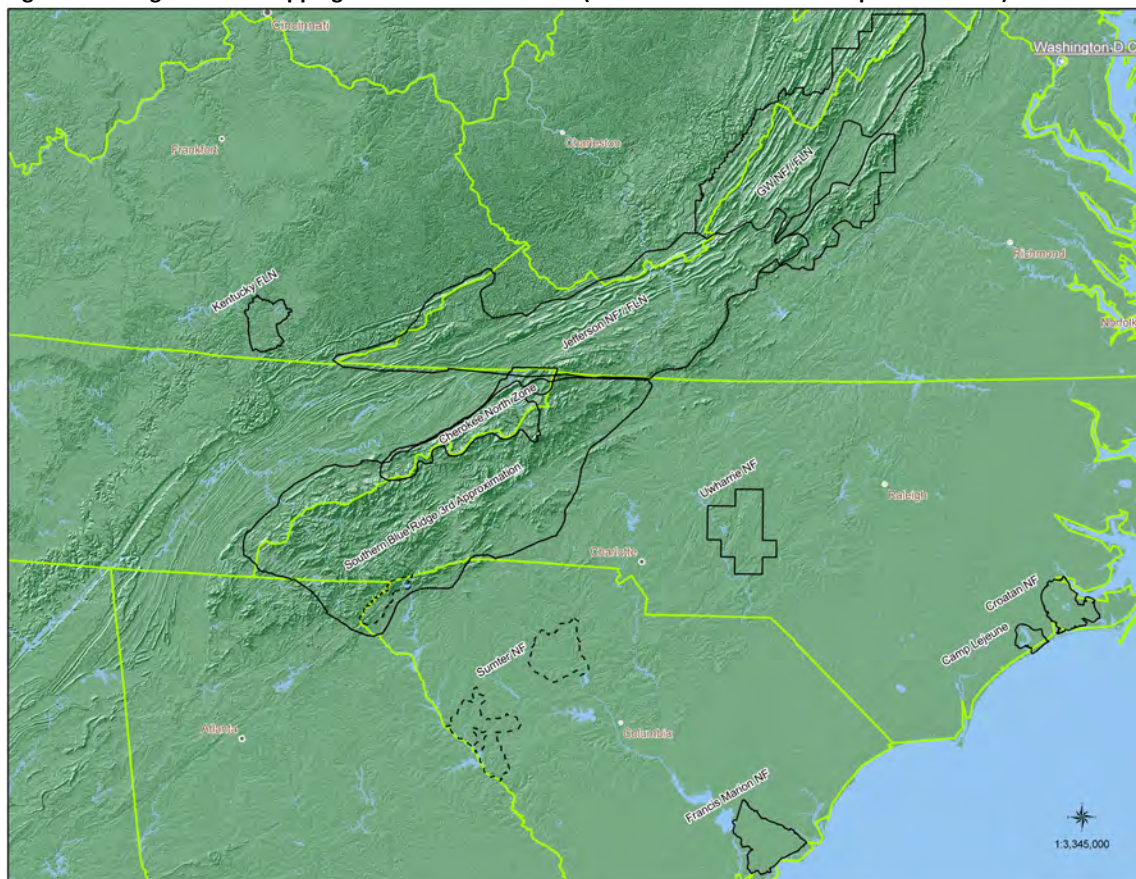 Cincinnati
Washington D.C
Frankfort
Charleston
GW NF / FLN
Richmond
Kentucky FLN
Jefferson NF / FLN
Norfolk
Cherokee North Zone
Southern Blue Ridge 3rd Approximation
Uwharrie NF
Raleigh
Charlotte
Croatan NF
Camp Lejeune
Sumter NF
Atlanta
Columbia
Francis Marion NF
1:3,345,000